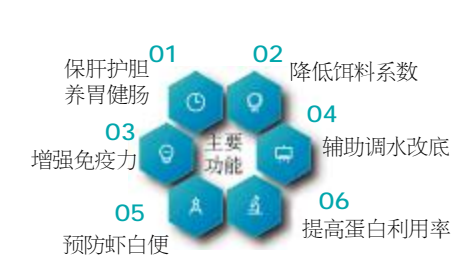 01
保肝护胆
养胃健肠
02
降低饵料系数
03
增强免疫力
主要
功能
04
辅助调水改底
05
预防虾白便
06
提高蛋白利用率